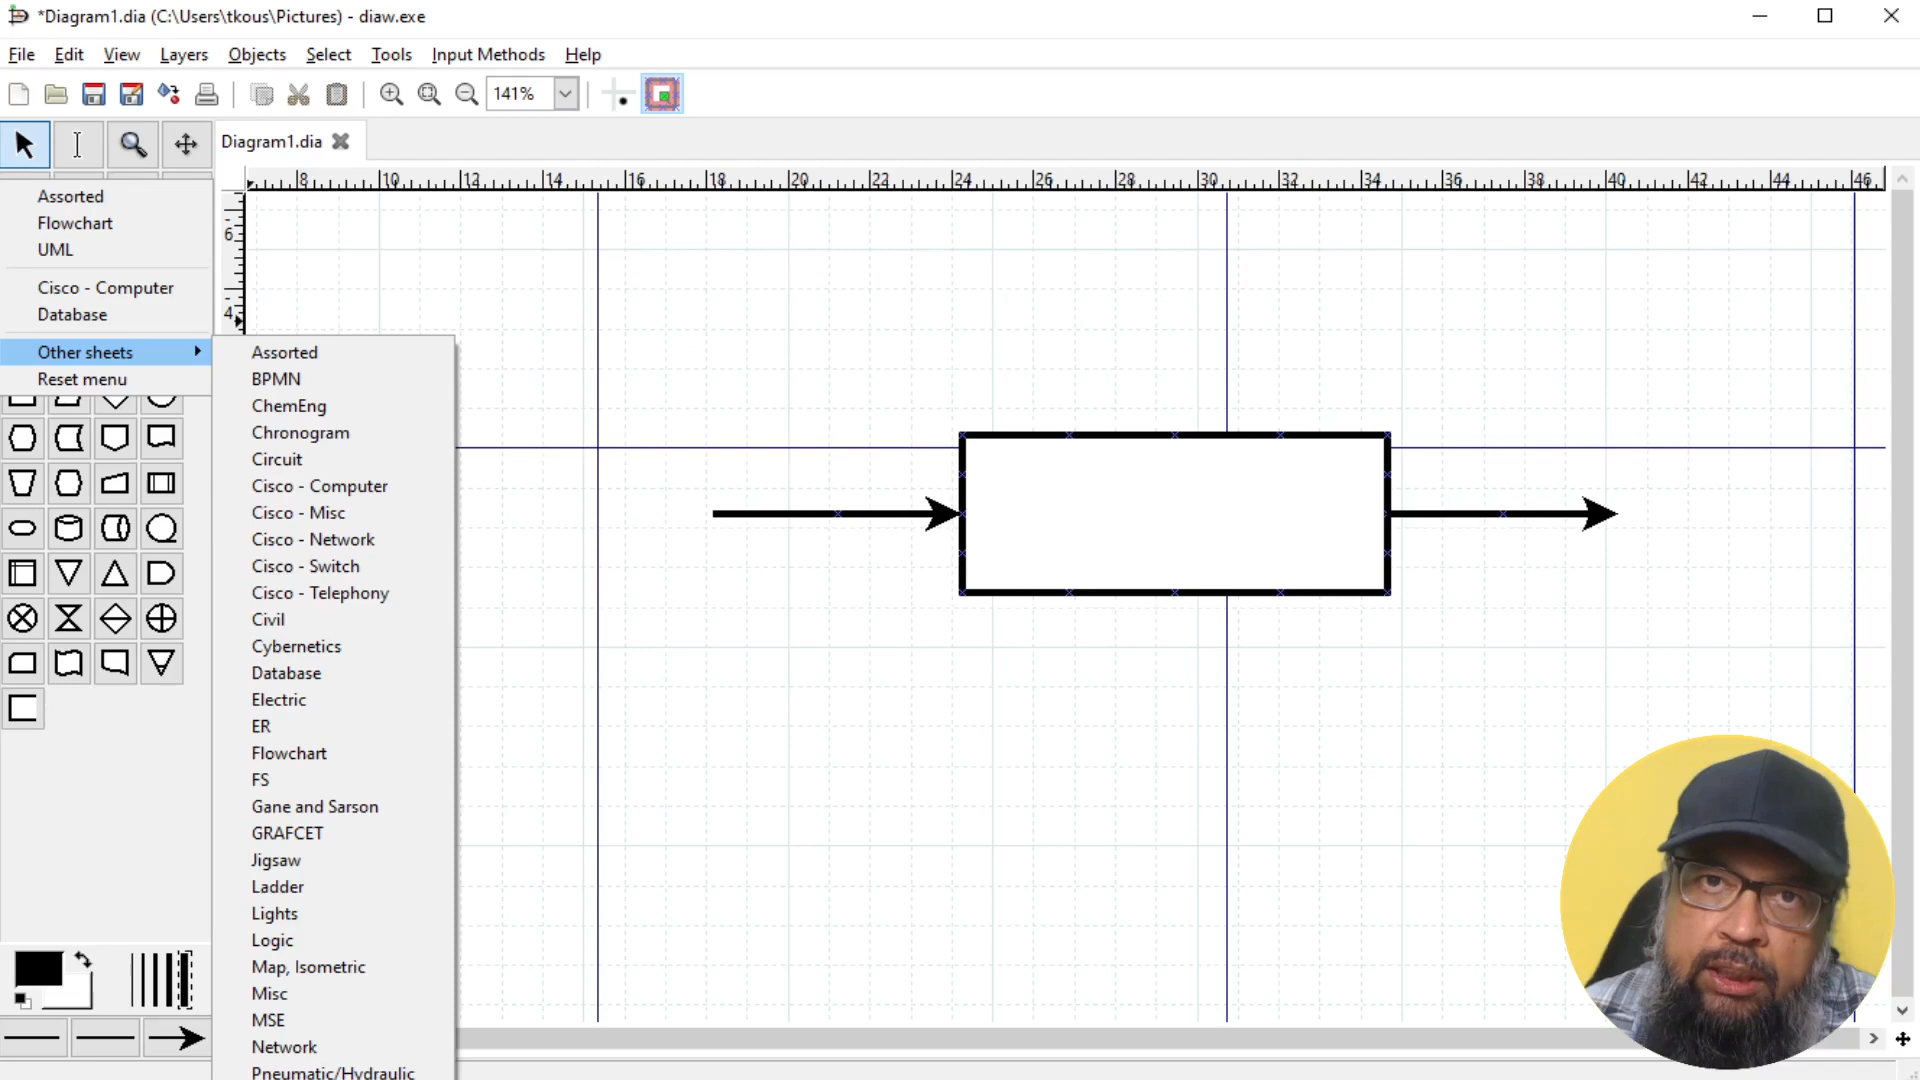 *Diagram1.dia (C:\Users\tkous\Pictures) - diaw.exe
File Edit View Layers Objects Select Tools Input Methods Help
141%
Diagram1.dia
8 10 12 14 16 18 20 22 24 26 28 30 32 34 36 38 40 42 44 46
6
4
Assorted
Flowchart
UML
Cisco - Computer
Database
Other sheets
Reset menu
Assorted
BPMN
ChemEng
Chronogram
Circuit
Cisco - Computer
Cisco - Misc
Cisco - Network
Cisco - Switch
Cisco - Telephony
Civil
Cybernetics
Database
Electric
ER
Flowchart
FS
Gane and Sarson
GRAFCET
Jigsaw
Ladder
Lights
Logic
Map, Isometric
Misc
MSE
Network
Pneumatic/Hydraulic